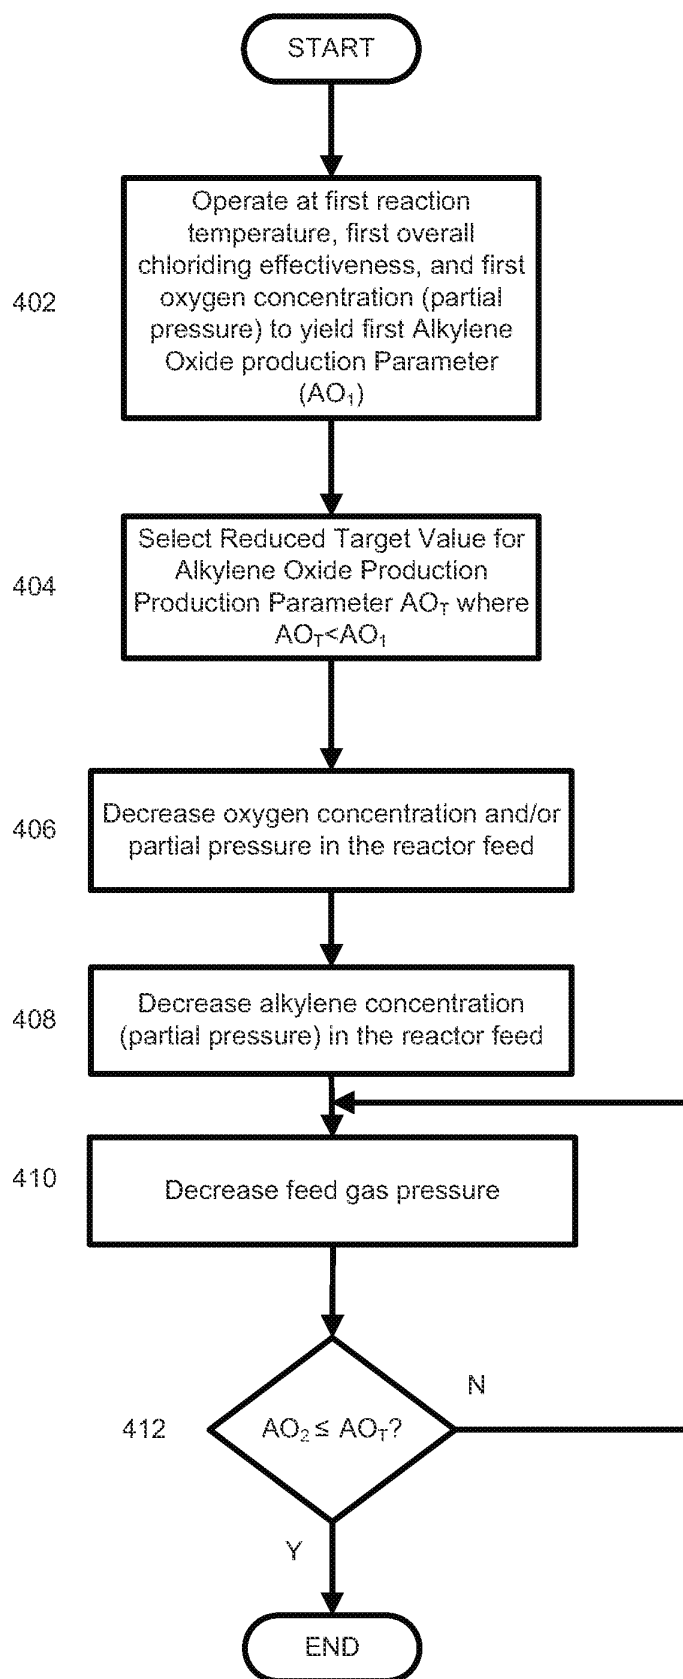 START
402
Operate at first reaction
temperature, first overall
chloriding effectiveness, and first
oxygen concentration (partial
pressure) to yield first Alkylene
Oxide production Parameter
(AO₁)
404
Select Reduced Target Value for
Alkylene Oxide Production
Production Parameter AO_T where
AO_T<AO₁
406
Decrease oxygen concentration and/or
partial pressure in the reactor feed
408
Decrease alkylene concentration
(partial pressure) in the reactor feed
410
Decrease feed gas pressure
412
AO₂ ≤ AO_T?
N
Y
END